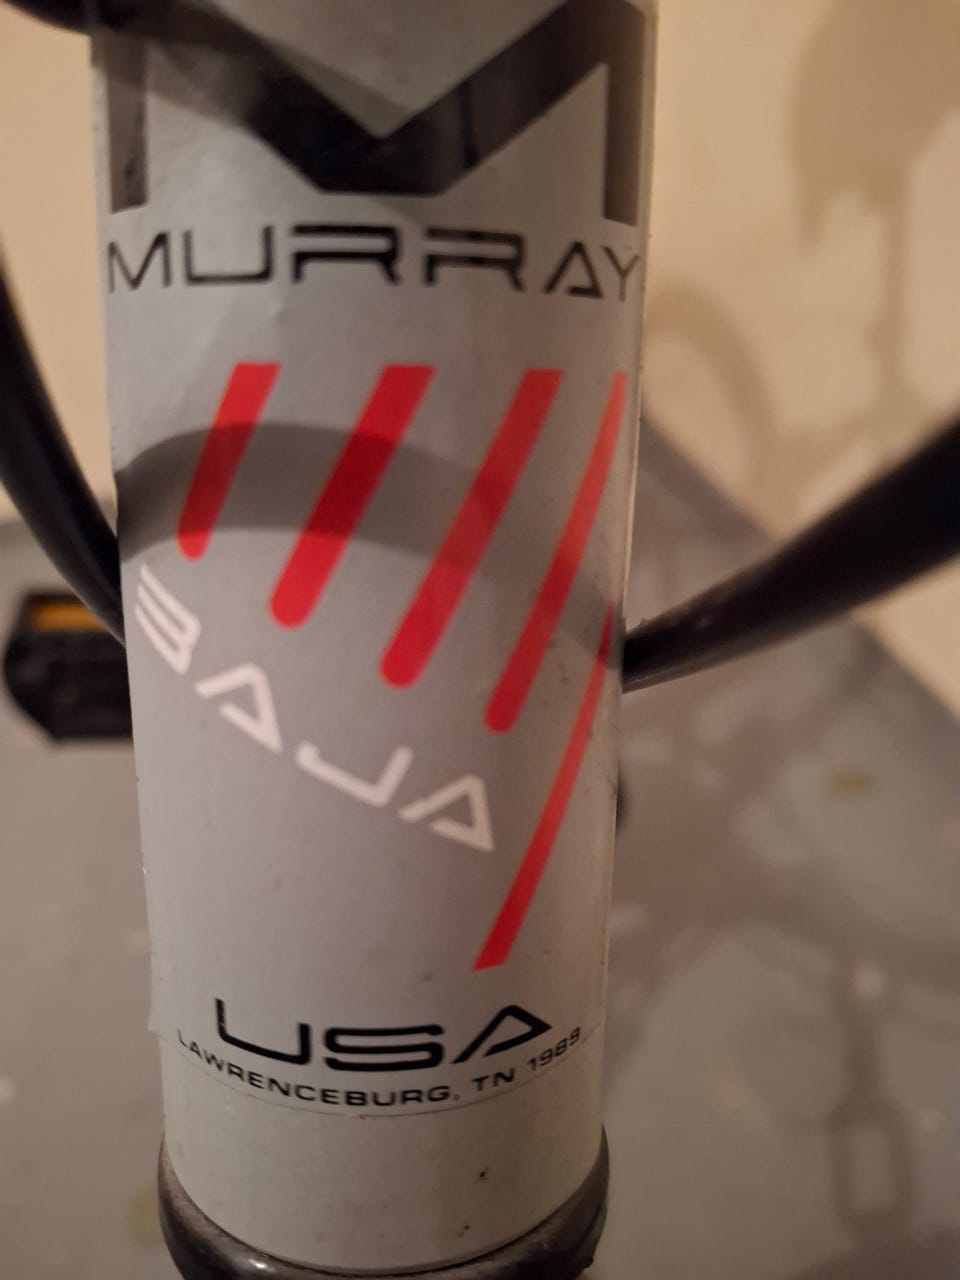 M
MURRAY
BAJA
USA
LAWRENCEBURG, TN 1989